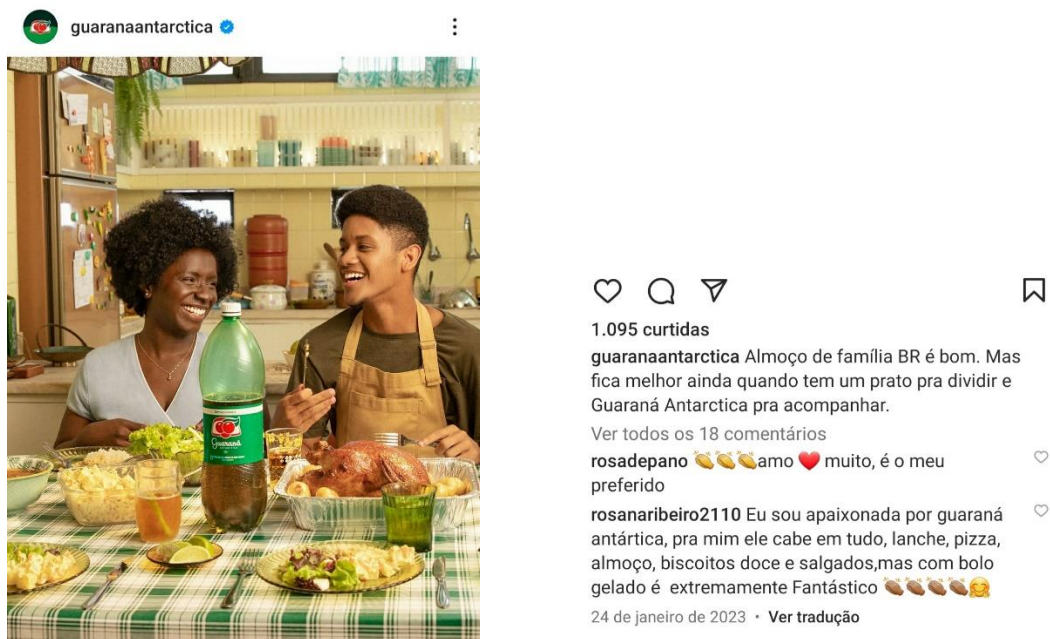 guaranaantarctica
Guaraná
1.095 curtidas
guaranaantarctica Almoço de família BR é bom. Mas
fica melhor ainda quando tem um prato pra dividir e
Guaraná Antarctica pra acompanhar.
Ver todos os 18 comentários
rosadepano 👏👏👏amo ❤️ muito, é o meu
preferido
rosanaribeiro2110 Eu sou apaixonada por guaraná
antártica, pra mim ele cabe em tudo, lanche, pizza,
almoço, biscoitos doce e salgados,mas com bolo
gelado é extremamente Fantástico 👏🏾👏🏾👏🏾👏🏾🤗
24 de janeiro de 2023 • Ver tradução